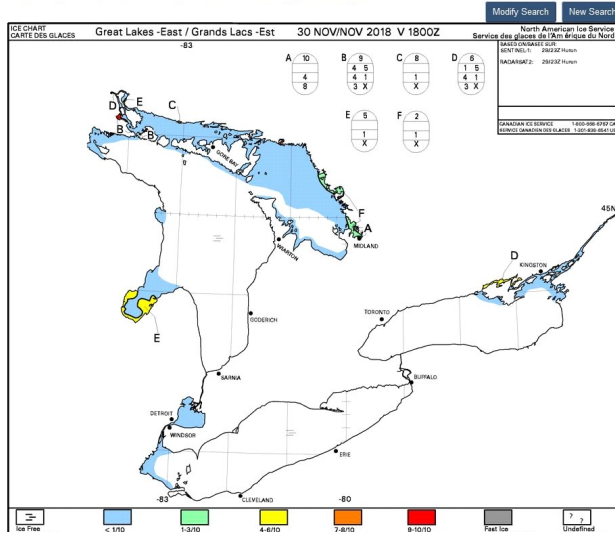 Modify Search
New Search
ICE CHART
CARTE DES GLACES
Great Lakes -East / Grands Lacs -Est
30 NOV/NOV 2018 V 1800Z
North American Ice Service
Service des glaces de l'Am érique du Nord
BASED ON/BASÉE SUR:
SENTINEL-1: 29/23Z Huron
RADARSAT2: 29/23Z Huron
CANADIAN ICE SERVICE
SERVICE CANADIEN DES GLACES
-83
A 10 4 8
B 9 4 5 4 1 3 X
C 8 1 X
D 6 1 5 4 1 3 X
E 5 1 X
F 2 1 X
D
E
C
B
B
GORE BAY
F
A
MIDLAND
WIARTON
45N
D
KINGSTON
TORONTO
GODERICH
E
SARNIA
BUFFALO
DETROIT
WINDSOR
ERIE
CLEVELAND
-83
-80
Ice Free
< 1/10
1-3/10
4-6/10
7-8/10
9-10/10
Fast Ice
? ?
Undefined